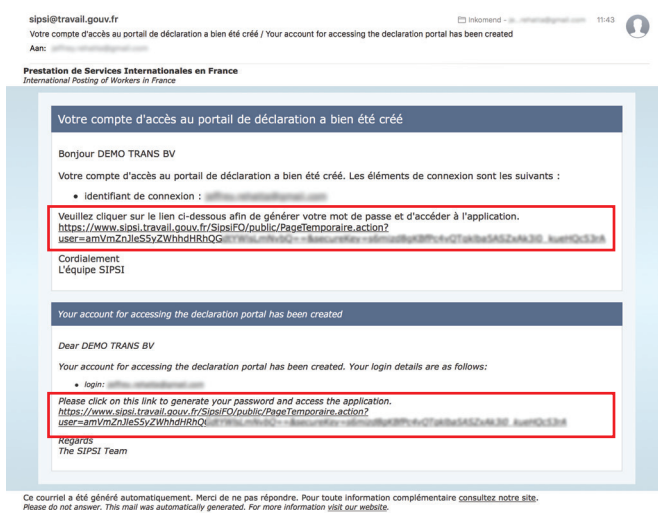 sipsi@travail.gouv.fr
Inkomend - 11:43
Votre compte d'accès au portail de déclaration a bien été créé / Your account for accessing the declaration portal has been created
Aan:
Prestation de Services Internationales en France
International Posting of Workers in France
Votre compte d'accès au portail de déclaration a bien été créé
Bonjour DEMO TRANS BV
Votre compte d'accès au portail de déclaration a bien été créé. Les éléments de connexion sont les suivants :
• identifiant de connexion :
Veuillez cliquer sur le lien ci-dessous afin de générer votre mot de passe et d'accéder à l'application.
https://www.sipsi.travail.gouv.fr/SipsiFO/public/PageTemporaire.action?
user=amVmZnJleS5yZWhhdHRhQG
Cordialement
L'équipe SIPSI
Your account for accessing the declaration portal has been created
Dear DEMO TRANS BV
Your account for accessing the declaration portal has been created. Your login details are as follows:
• login:
Please click on this link to generate your password and access the application.
https://www.sipsi.travail.gouv.fr/SipsiFO/public/PageTemporaire.action?
user=amVmZnJleS5yZWhhdHRhQ
Regards
The SIPSI Team
Ce courriel a été généré automatiquement. Merci de ne pas répondre. Pour toute information complémentaire consultez notre site.
Please do not answer. This mail was automatically generated. For more information visit our website.